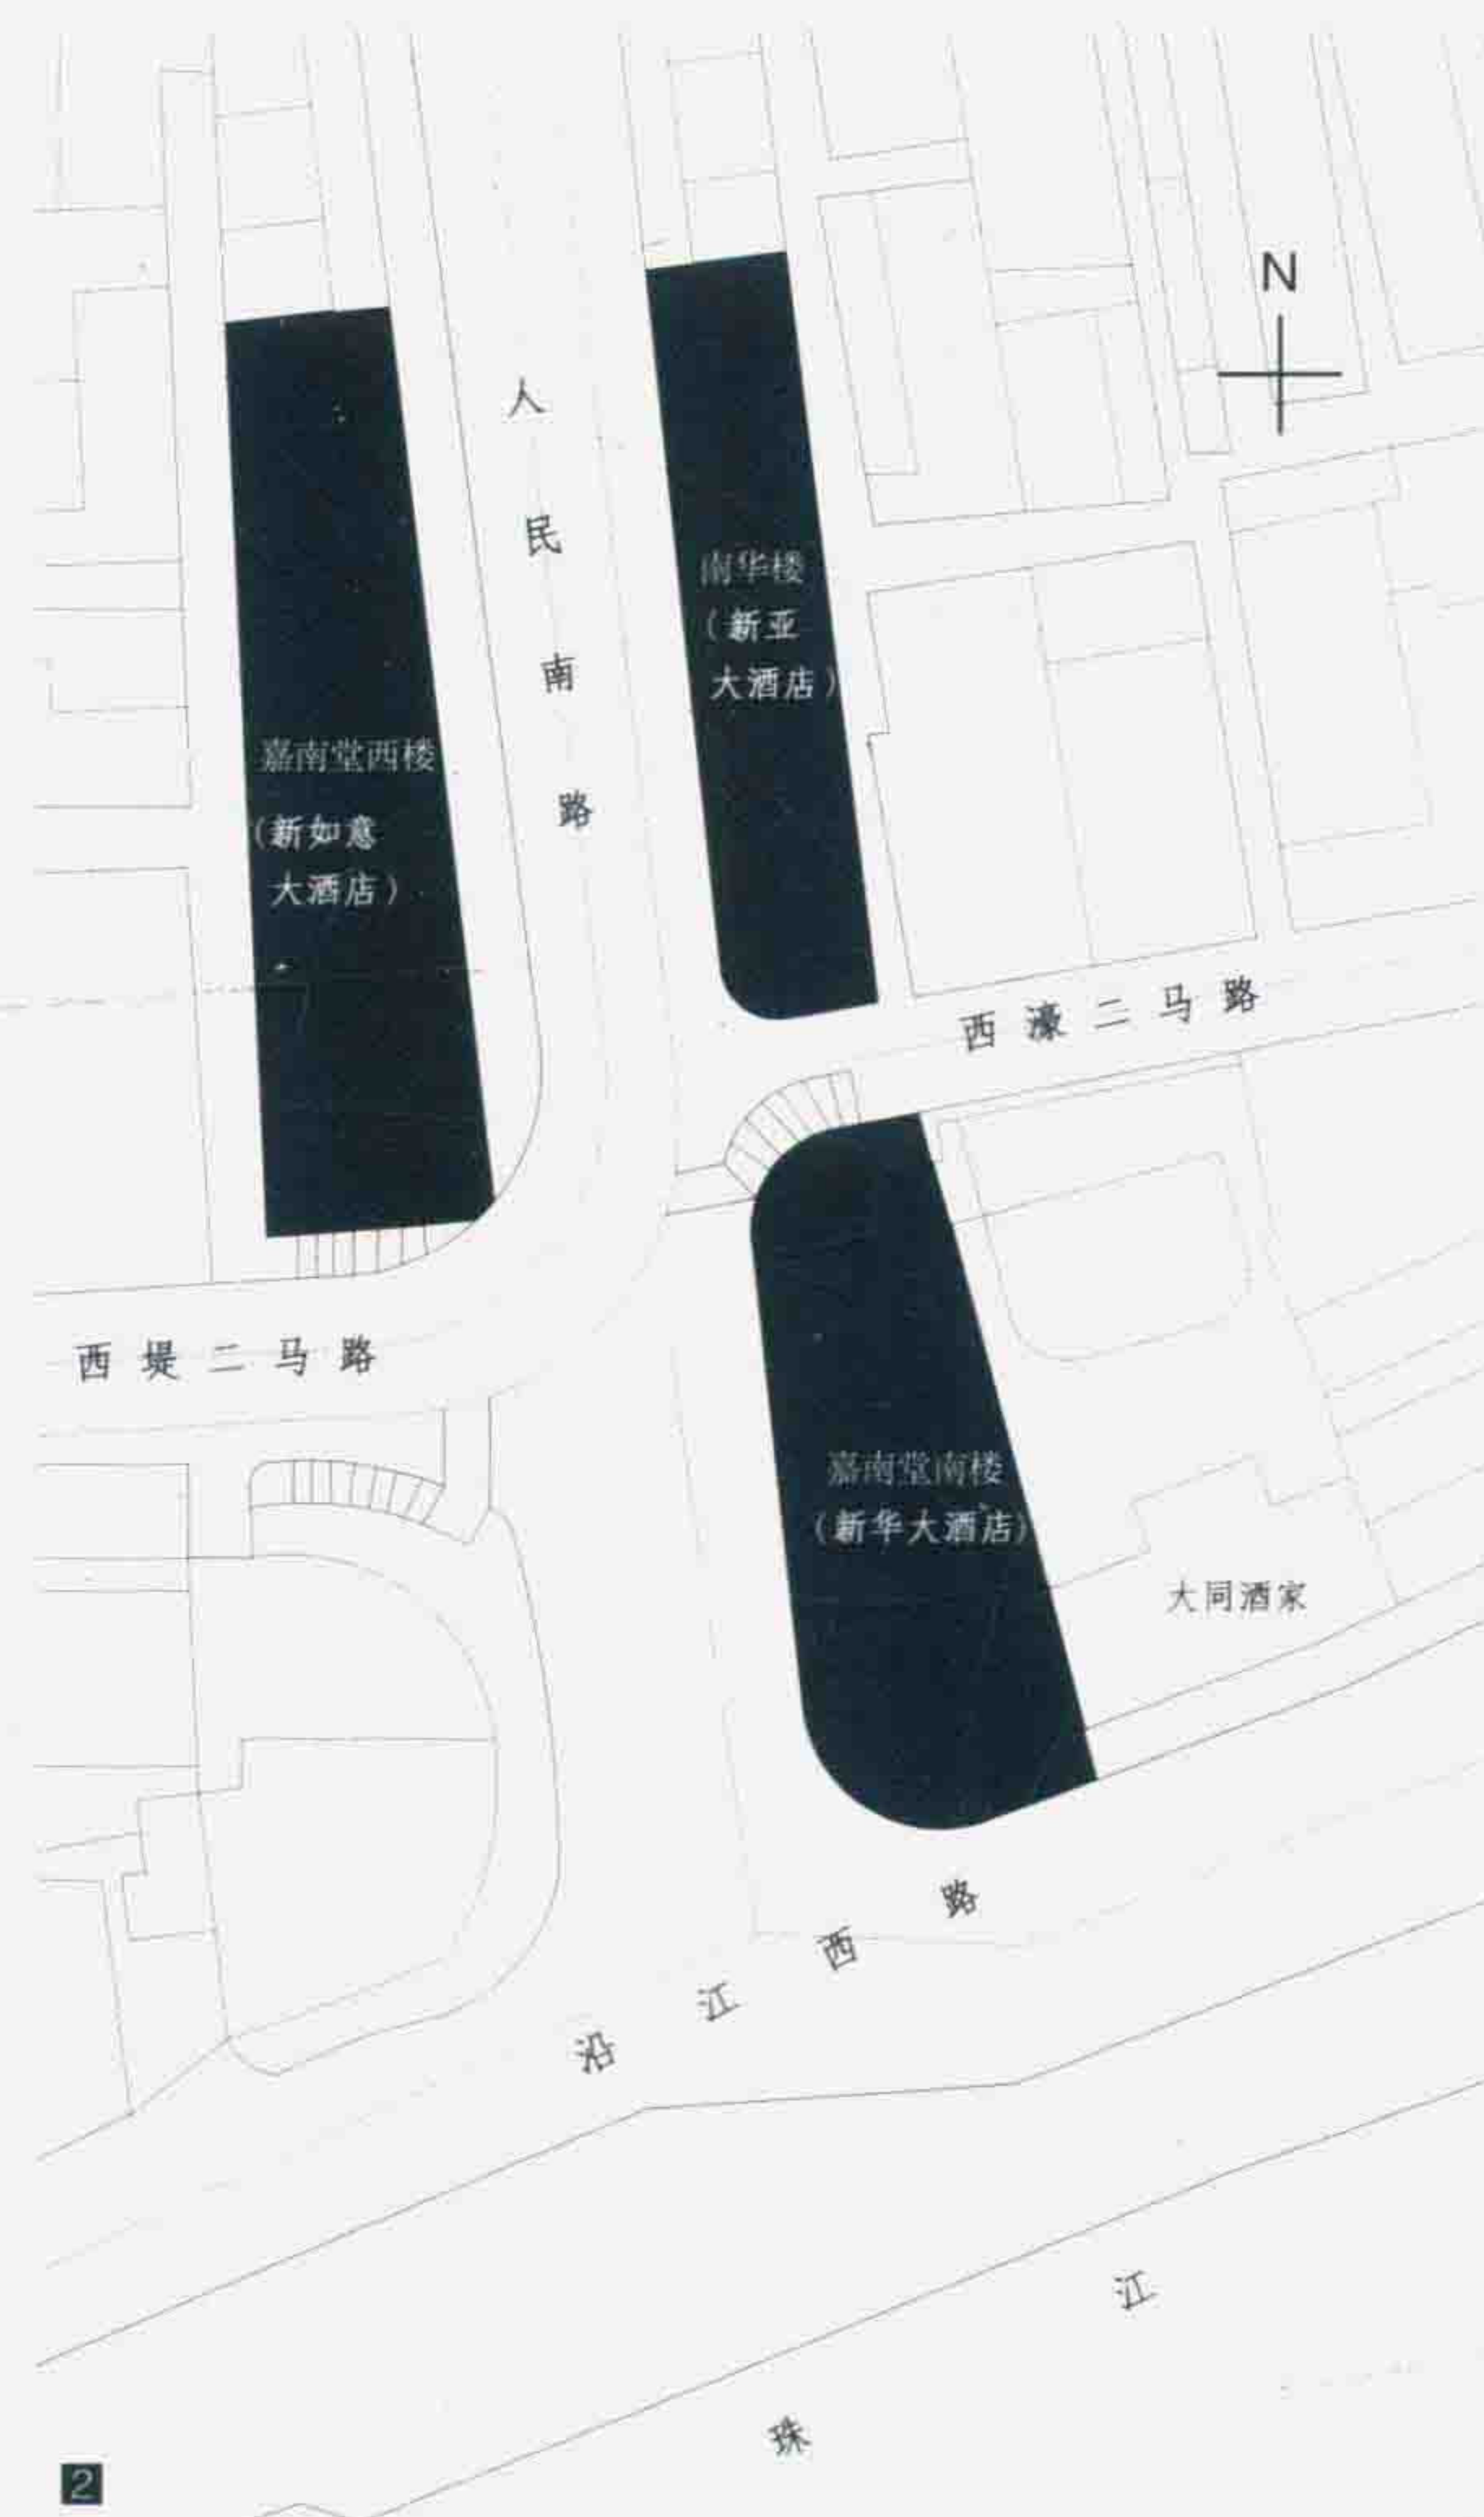 N
人民南路
南华楼
（新亚
大酒店）
嘉南堂西楼
（新如意
大酒店）
西濠二马路
西堤二马路
嘉南堂南楼
（新华大酒店）
大同酒家
沿江西路
珠江
2